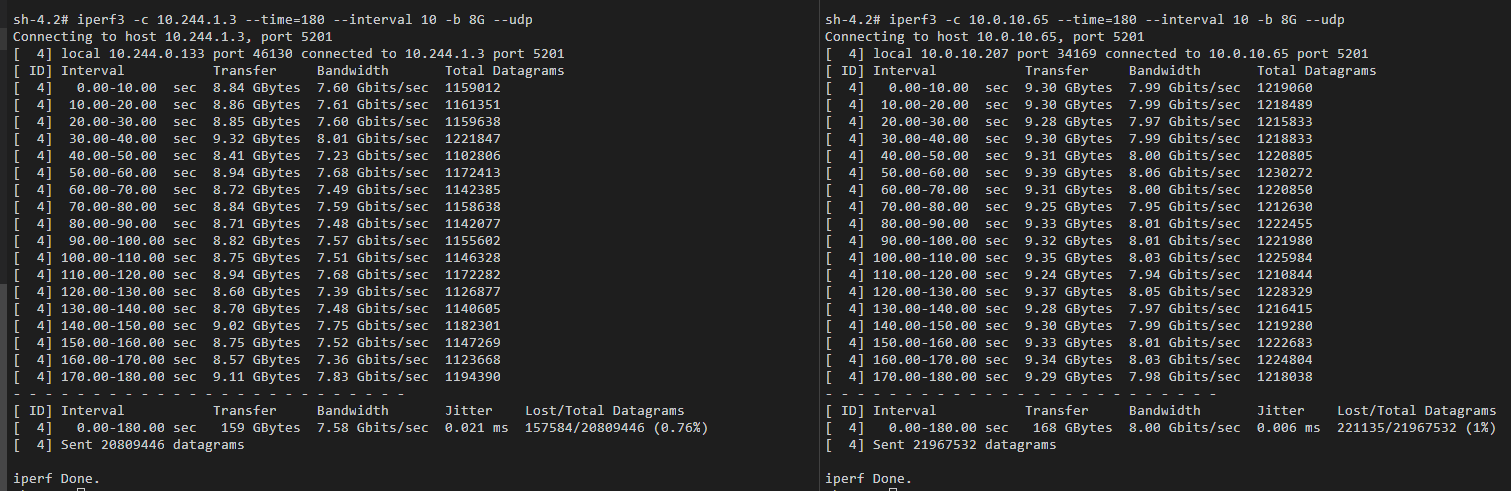 sh-4.2# iperf3 -c 10.244.1.3 --time=180 --interval 10 -b 8G --udp
Connecting to host 10.244.1.3, port 5201
[  4] local 10.244.0.133 port 46130 connected to 10.244.1.3 port 5201
[ ID] Interval           Transfer     Bandwidth       Total Datagrams
[  4]   0.00-10.00  sec  8.84 GBytes  7.60 Gbits/sec  1159012
[  4]  10.00-20.00  sec  8.86 GBytes  7.61 Gbits/sec  1161351
[  4]  20.00-30.00  sec  8.85 GBytes  7.60 Gbits/sec  1159638
[  4]  30.00-40.00  sec  9.32 GBytes  8.01 Gbits/sec  1221847
[  4]  40.00-50.00  sec  8.41 GBytes  7.23 Gbits/sec  1102806
[  4]  50.00-60.00  sec  8.94 GBytes  7.68 Gbits/sec  1172413
[  4]  60.00-70.00  sec  8.72 GBytes  7.49 Gbits/sec  1142385
[  4]  70.00-80.00  sec  8.84 GBytes  7.59 Gbits/sec  1158638
[  4]  80.00-90.00  sec  8.71 GBytes  7.48 Gbits/sec  1142077
[  4]  90.00-100.00 sec  8.82 GBytes  7.57 Gbits/sec  1155602
[  4] 100.00-110.00 sec  8.75 GBytes  7.51 Gbits/sec  1146328
[  4] 110.00-120.00 sec  8.94 GBytes  7.68 Gbits/sec  1172282
[  4] 120.00-130.00 sec  8.60 GBytes  7.39 Gbits/sec  1126877
[  4] 130.00-140.00 sec  8.70 GBytes  7.48 Gbits/sec  1140605
[  4] 140.00-150.00 sec  9.02 GBytes  7.75 Gbits/sec  1182301
[  4] 150.00-160.00 sec  8.75 GBytes  7.52 Gbits/sec  1147269
[  4] 160.00-170.00 sec  8.57 GBytes  7.36 Gbits/sec  1123668
[  4] 170.00-180.00 sec  9.11 GBytes  7.83 Gbits/sec  1194390
- - - - - - - - - - - - - - - - - - - - - - - - -
[ ID] Interval           Transfer     Bandwidth       Jitter    Lost/Total Datagrams
[  4]   0.00-180.00 sec   159 GBytes  7.58 Gbits/sec  0.021 ms  157584/20809446 (0.76%)
[  4] Sent 20809446 datagrams
iperf Done.
sh-4.2# iperf3 -c 10.0.10.65 --time=180 --interval 10 -b 8G --udp
Connecting to host 10.0.10.65, port 5201
[  4] local 10.0.10.207 port 34169 connected to 10.0.10.65 port 5201
[ ID] Interval           Transfer     Bandwidth       Total Datagrams
[  4]   0.00-10.00  sec  9.30 GBytes  7.99 Gbits/sec  1219060
[  4]  10.00-20.00  sec  9.30 GBytes  7.99 Gbits/sec  1218489
[  4]  20.00-30.00  sec  9.28 GBytes  7.97 Gbits/sec  1215833
[  4]  30.00-40.00  sec  9.30 GBytes  7.99 Gbits/sec  1218833
[  4]  40.00-50.00  sec  9.31 GBytes  8.00 Gbits/sec  1220805
[  4]  50.00-60.00  sec  9.39 GBytes  8.06 Gbits/sec  1230272
[  4]  60.00-70.00  sec  9.31 GBytes  8.00 Gbits/sec  1220850
[  4]  70.00-80.00  sec  9.25 GBytes  7.95 Gbits/sec  1212630
[  4]  80.00-90.00  sec  9.33 GBytes  8.01 Gbits/sec  1222455
[  4]  90.00-100.00 sec  9.32 GBytes  8.01 Gbits/sec  1221980
[  4] 100.00-110.00 sec  9.35 GBytes  8.03 Gbits/sec  1225984
[  4] 110.00-120.00 sec  9.24 GBytes  7.94 Gbits/sec  1210844
[  4] 120.00-130.00 sec  9.37 GBytes  8.05 Gbits/sec  1228329
[  4] 130.00-140.00 sec  9.28 GBytes  7.97 Gbits/sec  1216415
[  4] 140.00-150.00 sec  9.30 GBytes  7.99 Gbits/sec  1219280
[  4] 150.00-160.00 sec  9.33 GBytes  8.01 Gbits/sec  1222683
[  4] 160.00-170.00 sec  9.34 GBytes  8.03 Gbits/sec  1224804
[  4] 170.00-180.00 sec  9.29 GBytes  7.98 Gbits/sec  1218038
- - - - - - - - - - - - - - - - - - - - - - - - -
[ ID] Interval           Transfer     Bandwidth       Jitter    Lost/Total Datagrams
[  4]   0.00-180.00 sec   168 GBytes  8.00 Gbits/sec  0.006 ms  221135/21967532 (1%)
[  4] Sent 21967532 datagrams
iperf Done.